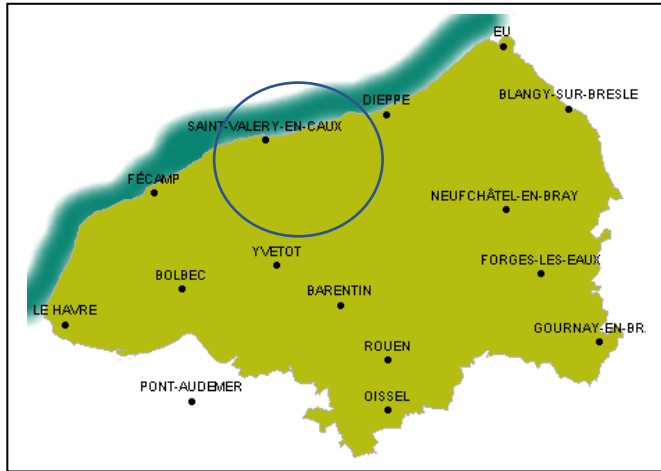 EU
BLANGY-SUR-BRESLE
DIEPPE
SAINT-VALERY-EN-CAUX
FÉCAMP
NEUFCHÂTEL-EN-BRAY
YVETOT
FORGES-LES-EAUX
BOLBEC
BARENTIN
LE HAVRE
GOURNAY-EN-BR.
ROUEN
PONT-AUDEMER
OISSEL